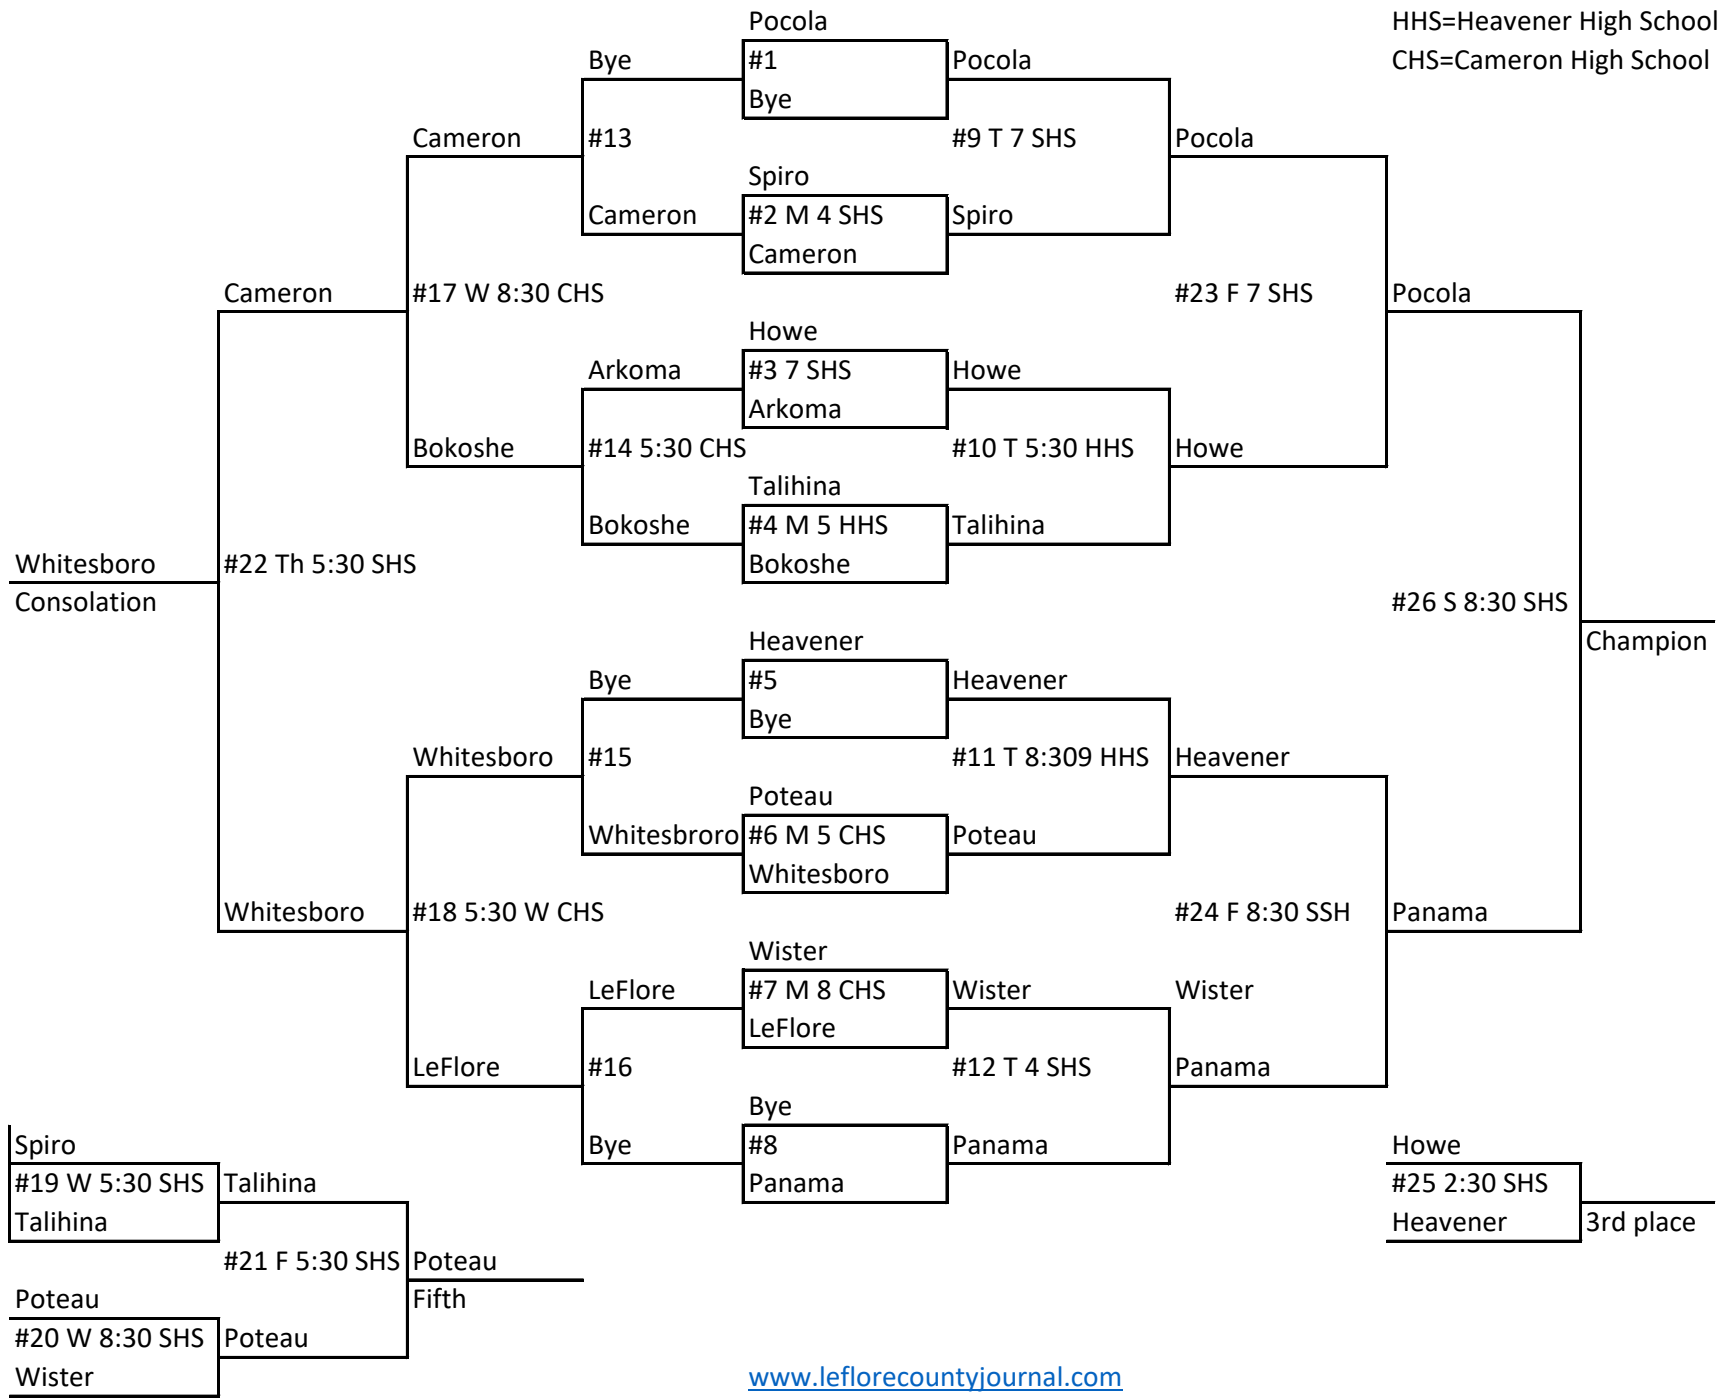 Pocola
HHS=Heavener High School
Bye
#1
Pocola
CHS=Cameron High School
Bye
Cameron
#13
#9 T 7 SHS
Pocola
Spiro
Cameron
#2 M 4 SHS
Spiro
Cameron
Cameron
#17 W 8:30 CHS
#23 F 7 SHS
Pocola
Howe
Arkoma
#3 7 SHS
Howe
Arkoma
Bokoshe
#14 5:30 CHS
#10 T 5:30 HHS
Howe
Talihina
Bokoshe
#4 M 5 HHS
Talihina
Whitesboro
#22 Th 5:30 SHS
Bokoshe
Consolation
#26 S 8:30 SHS
Heavener
Champion
Bye
#5
Heavener
Bye
Whitesboro
#15
#11 T 8:309 HHS
Heavener
Poteau
Whitesbroro
#6 M 5 CHS
Poteau
Whitesboro
Whitesboro
#18 5:30 W CHS
#24 F 8:30 SSH
Panama
Wister
LeFlore
#7 M 8 CHS
Wister
Wister
LeFlore
LeFlore
#16
#12 T 4 SHS
Panama
Bye
Spiro
Bye
#8
Panama
Howe
#19 W 5:30 SHS
Talihina
Panama
#25 2:30 SHS
Talihina
Heavener
3rd place
#21 F 5:30 SHS
Poteau
Poteau
Fifth
#20 W 8:30 SHS
Poteau
Wister
www.leflorecountyjournal.com